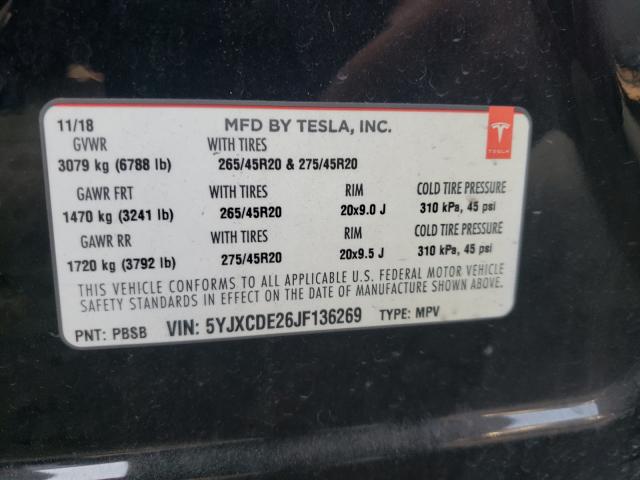 11/18 MFD BY TESLA, INC.
TESLA
GVWR WITH TIRES
3079 kg (6788 lb) 265/45R20 & 275/45R20
GAWR FRT WITH TIRES RIM COLD TIRE PRESSURE
1470 kg (3241 lb) 265/45R20 20x9.0 J 310 kPa, 45 psi
GAWR RR WITH TIRES RIM COLD TIRE PRESSURE
1720 kg (3792 lb) 275/45R20 20x9.5 J 310 kPa, 45 psi
THIS VEHICLE CONFORMS TO ALL APPLICABLE U.S. FEDERAL MOTOR VEHICLE
SAFETY STANDARDS IN EFFECT ON THE DATE OF MANUFACTURE SHOWN ABOVE.
PNT: PBSB VIN: 5YJXCDE26JF136269 TYPE: MPV